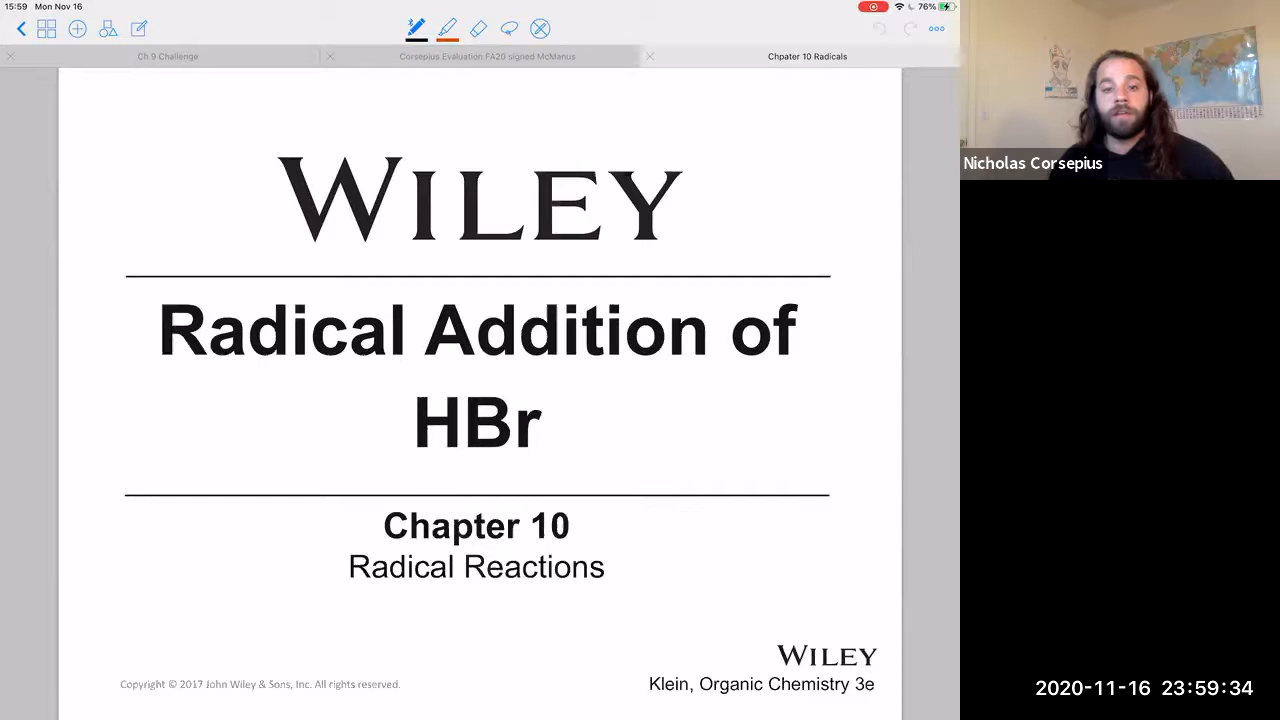 15:59 Mon Nov 16
76%
Ch 9 Challenge
Corsepius Evaluation FA20 signed McManus
Chpater 10 Radicals
WILEY
Radical Addition of
HBr
Chapter 10
Radical Reactions
WILEY
Copyright © 2017 John Wiley & Sons, Inc. All rights reserved.
Klein, Organic Chemistry 3e
Nicholas Corsepius
2020-11-16 23:59:34